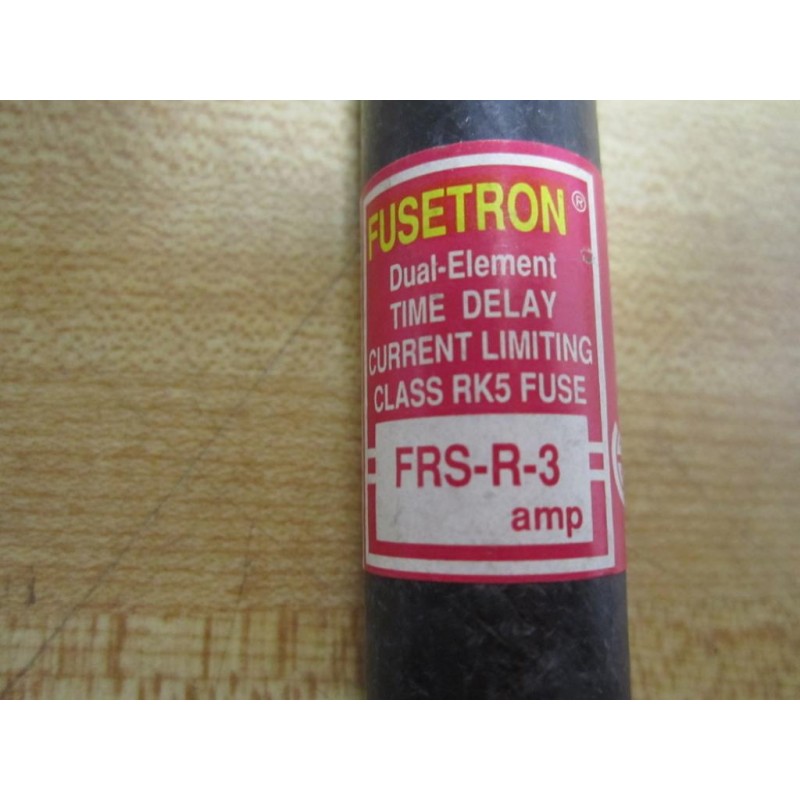 FUSETRON®
Dual-Element
TIME DELAY
CURRENT LIMITING
CLASS RK5 FUSE
FRS-R-3
amp